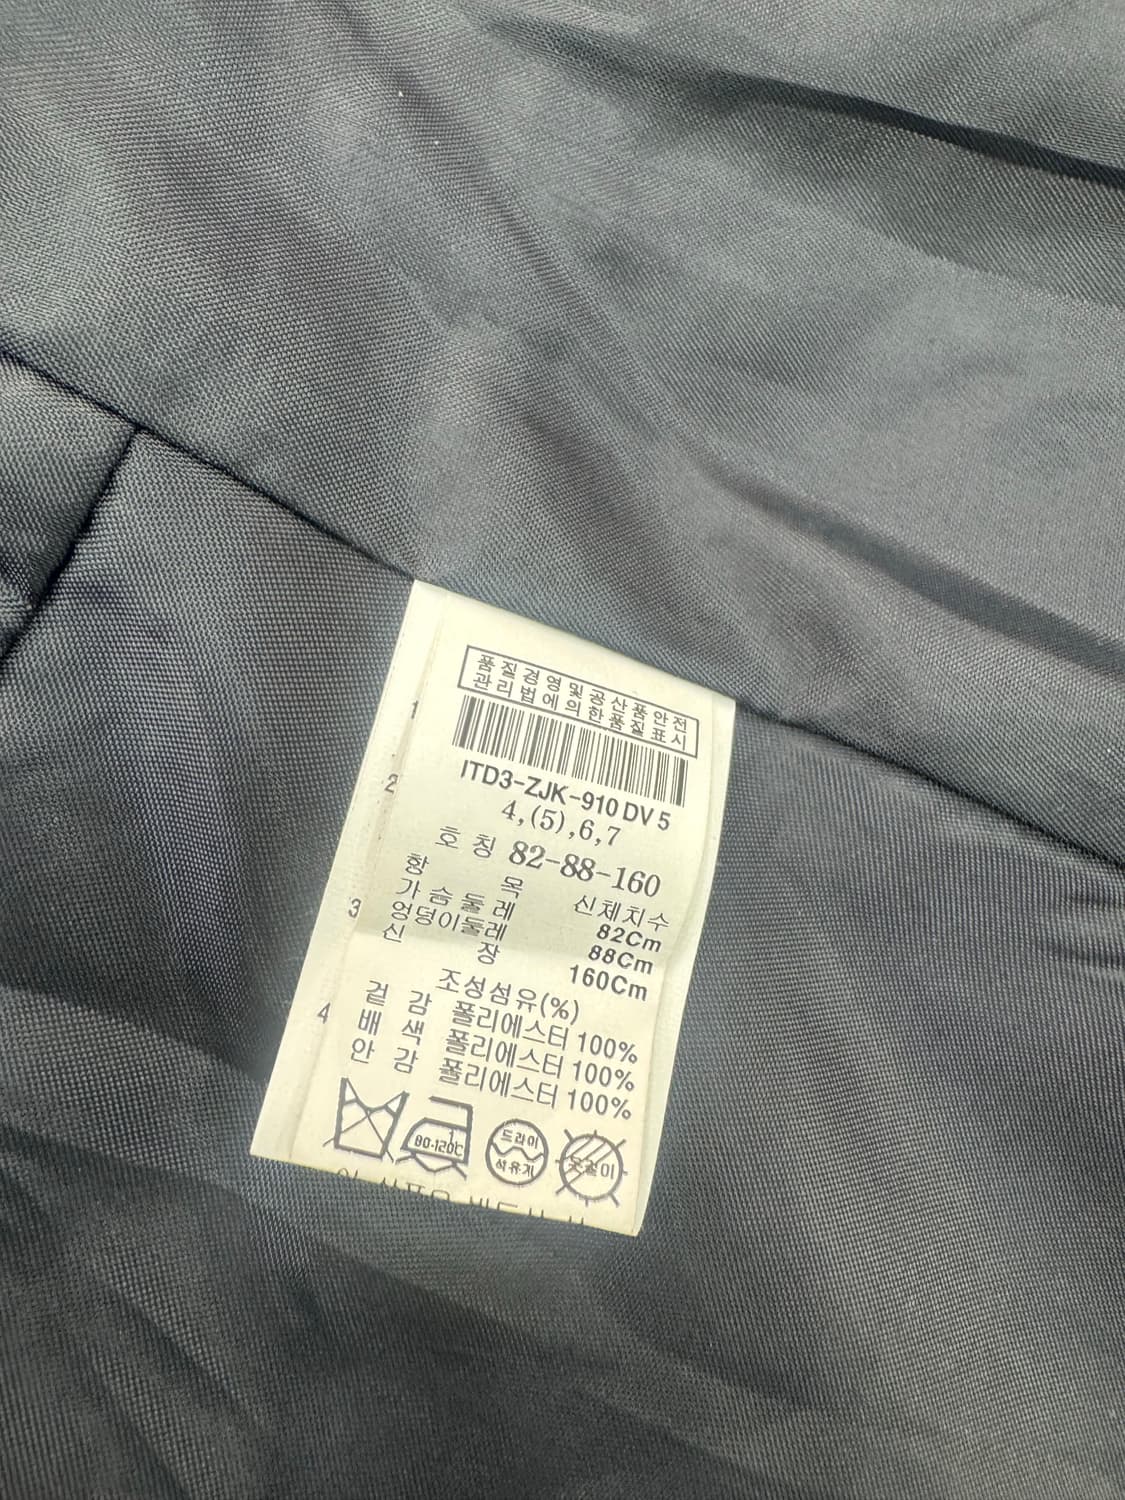 품질경영및공산품안전
관리법에의한품질표시
ITD3-ZJK-910 DV 5
4,(5),6,7
호칭 82-88-160
항목 신체치수
가슴둘레 82Cm
엉덩이둘레 88Cm
신장 160Cm
조성섬유(%)
겉감 폴리에스터 100%
배색 폴리에스터 100%
안감 폴리에스터 100%
80-120℃
드라이
석유계
1
2
3
4